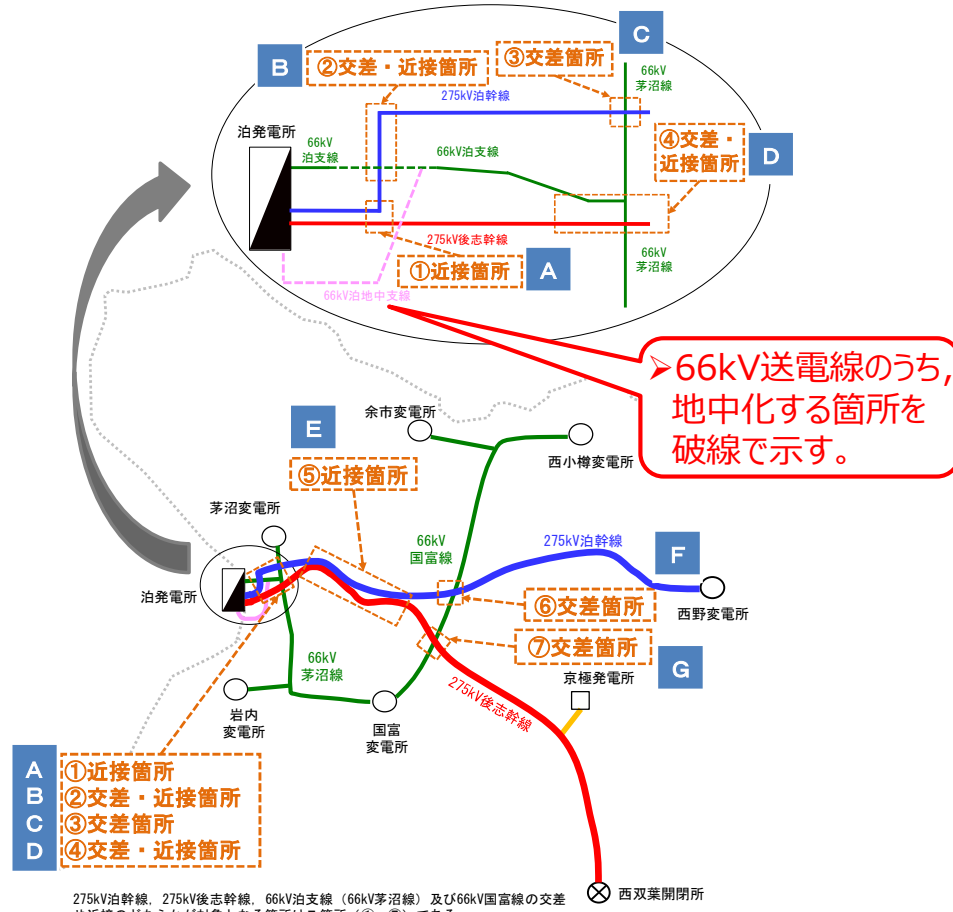 C
B
②交差・近接箇所
③交差箇所
66kV
茅沼線
275kV泊幹線
泊発電所
66kV
泊支線
66kV泊支線
④交差・
近接箇所
D
275kV後志幹線
①近接箇所
A
66kV
茅沼線
66kV泊地中支線
➢66kV送電線のうち,
地中化する箇所を
破線で示す。
余市変電所
E
西小樽変電所
⑤近接箇所
茅沼変電所
66kV
国富線
275kV泊幹線
F
泊発電所
⑥交差箇所
西野変電所
⑦交差箇所
G
66kV
茅沼線
275kV後志幹線
京極発電所
岩内
変電所
国富
変電所
A
①近接箇所
B
②交差・近接箇所
C
③交差箇所
D
④交差・近接箇所
西双葉開閉所
275kV泊幹線, 275kV後志幹線, 66kV泊支線（66kV茅沼線）及び66kV国富線の交差